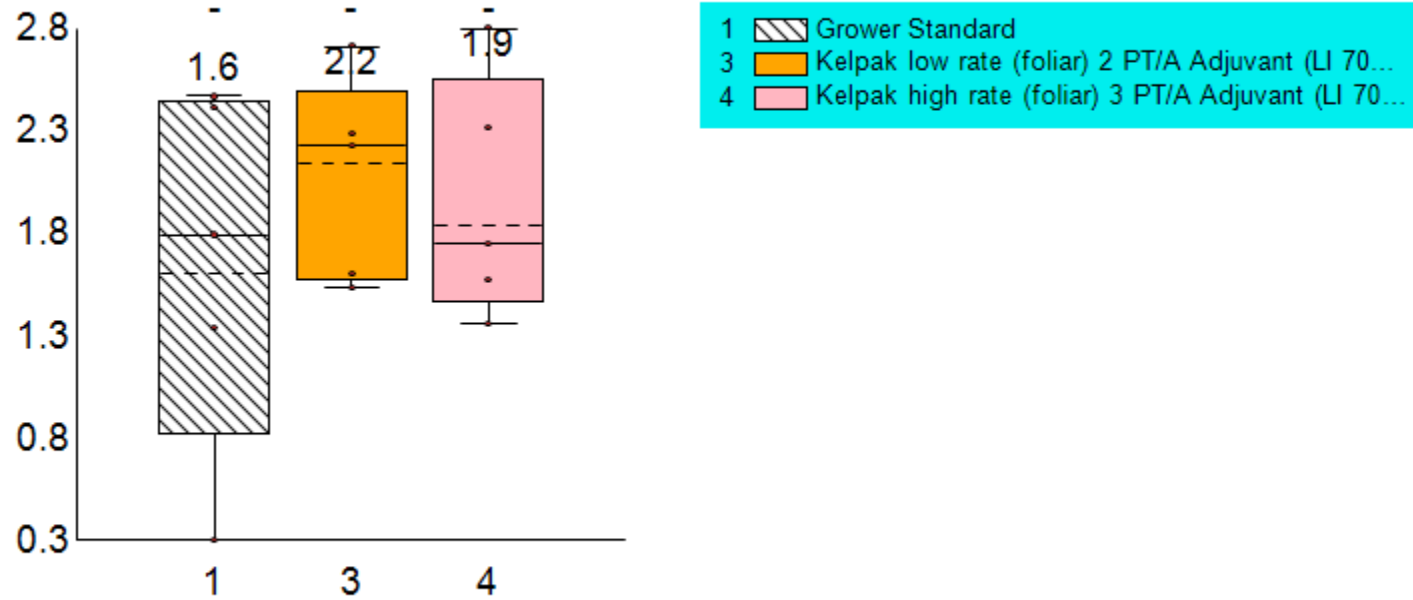 - - -
2.8
1.6 2.2 1.9
2.3
1.8
1.3
0.8
0.3
1 3 4
1 Grower Standard
3 Kelpak low rate (foliar) 2 PT/A Adjuvant (LI 70...
4 Kelpak high rate (foliar) 3 PT/A Adjuvant (LI 70...